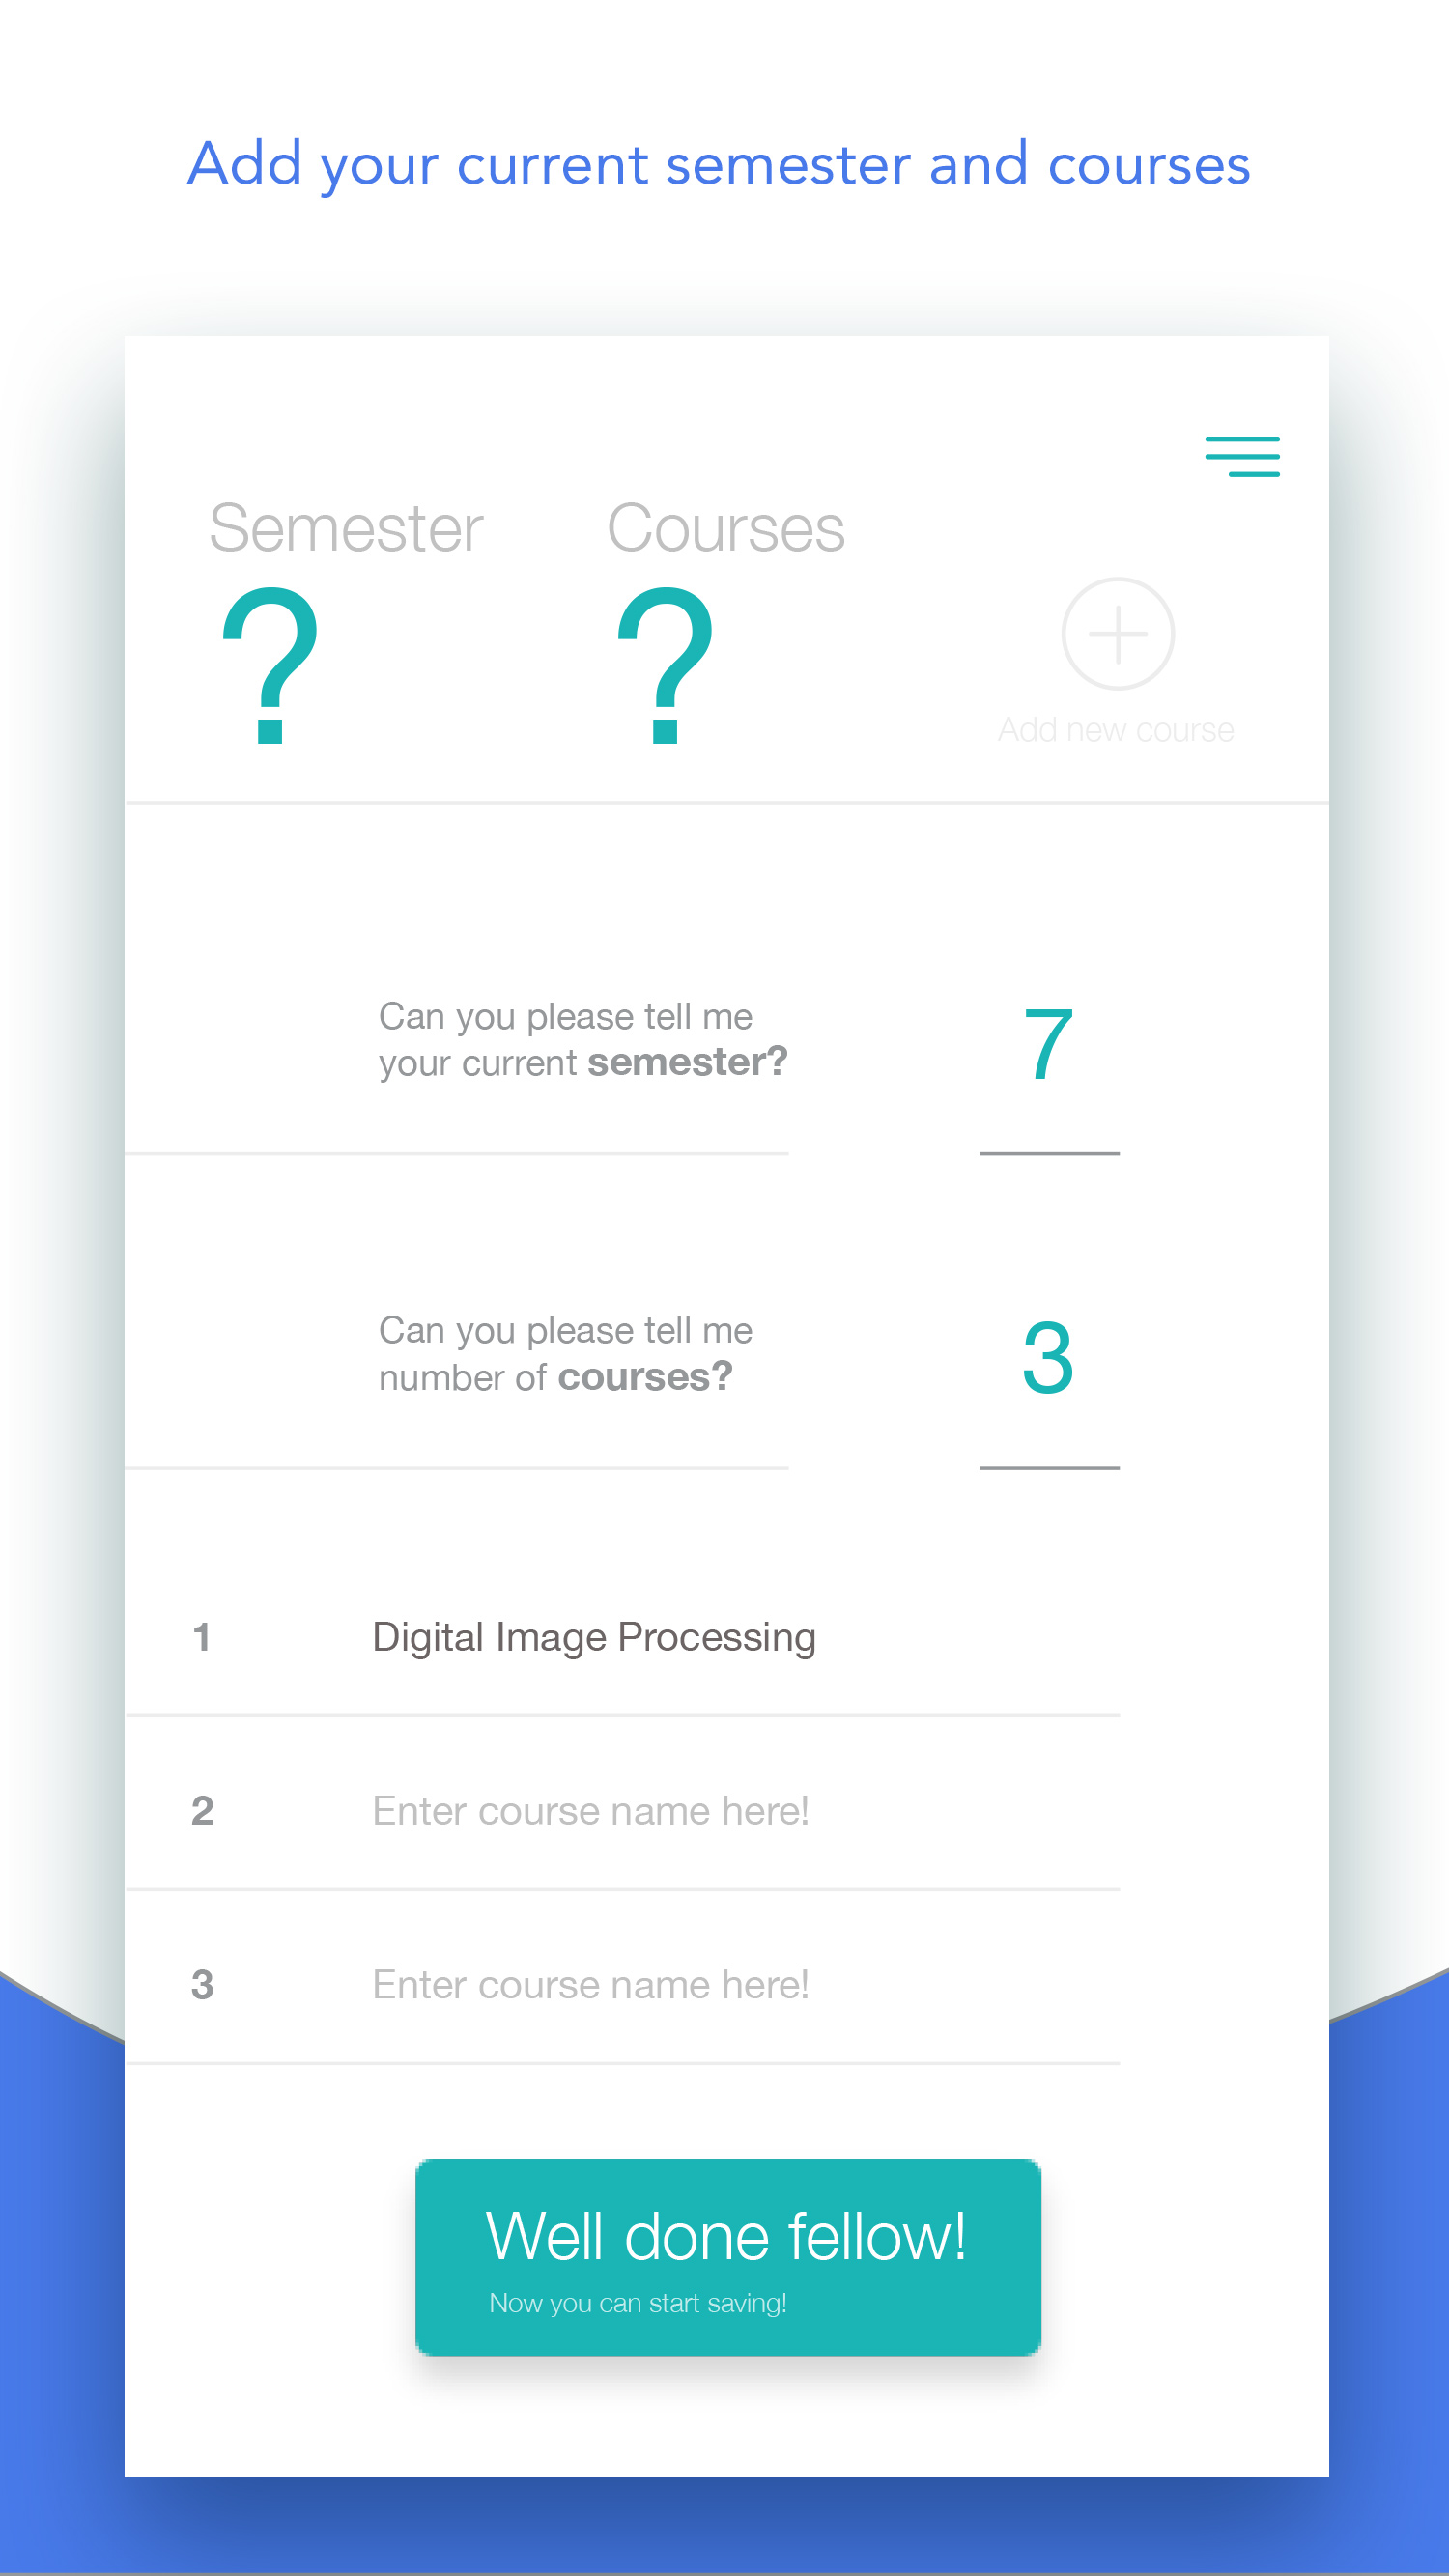 Add your current semester and courses
Semester
Courses
?
?
Add new course
Can you please tell me
your current semester?
7
Can you please tell me
number of courses?
3
1
Digital Image Processing
2
Enter course name here!
3
Enter course name here!
Well done fellow!
Now you can start saving!